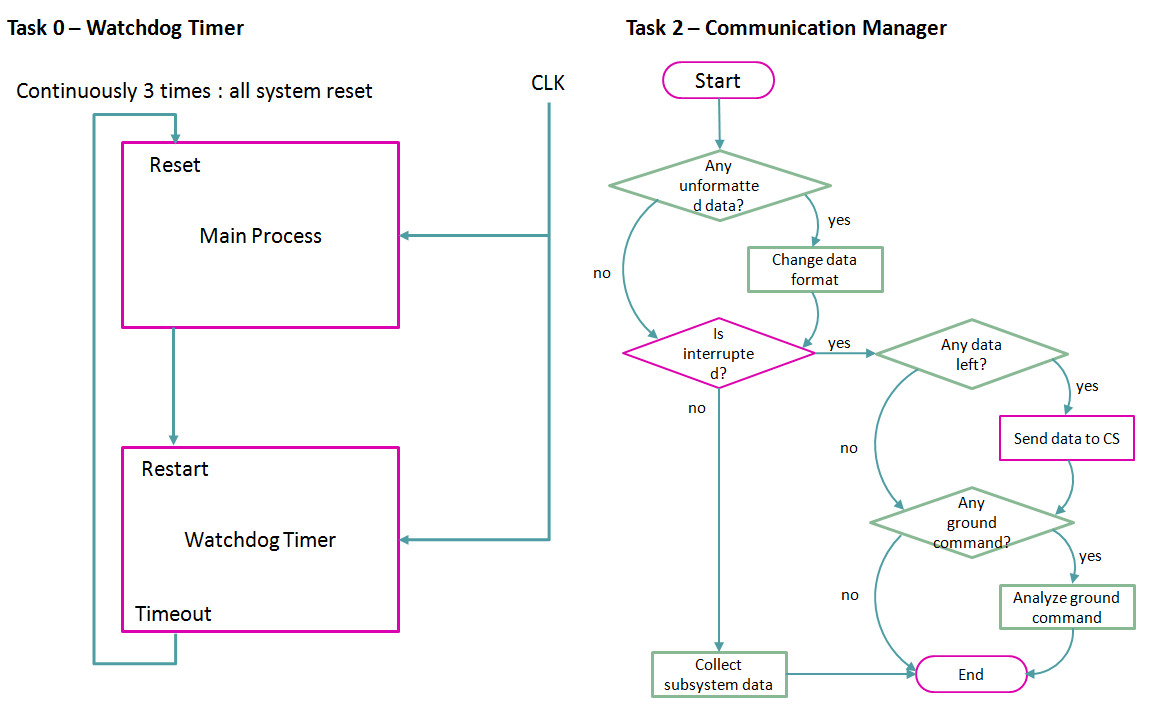 Task 0 – Watchdog Timer
Continuously 3 times : all system reset
CLK
Reset
Main Process
Restart
Watchdog Timer
Timeout
Task 2 – Communication Manager
Start
Any
unformatte
d data?
yes
no
Change data
format
Is
interrupte
d?
yes
no
Any data
left?
yes
no
Send data to CS
Any
ground
command?
yes
no
Analyze ground
command
Collect
subsystem data
End